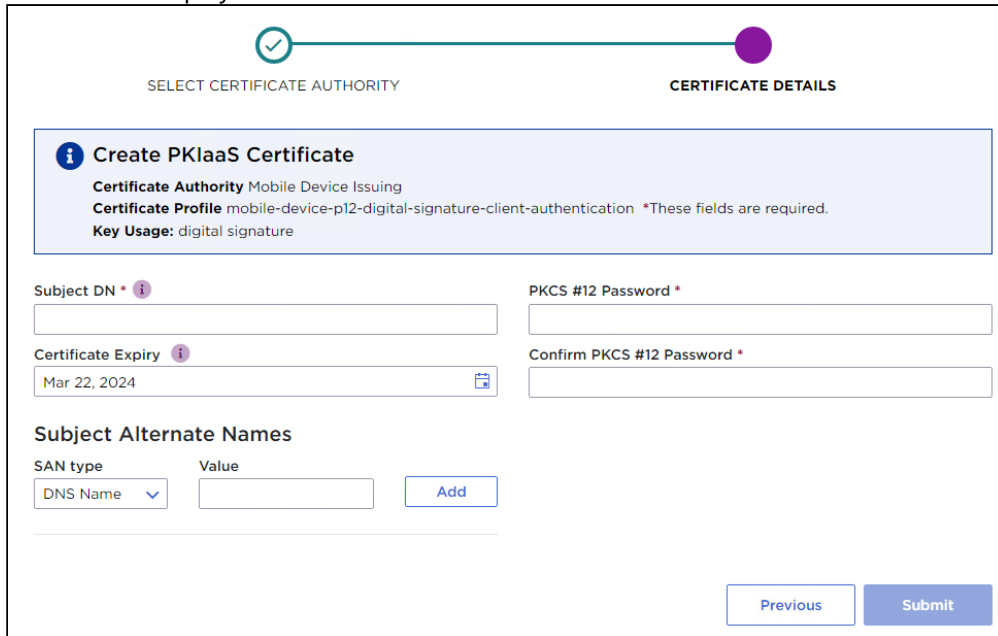 SELECT CERTIFICATE AUTHORITY
CERTIFICATE DETAILS
Create PKIaaS Certificate
Certificate Authority Mobile Device Issuing
Certificate Profile mobile-device-p12-digital-signature-client-authentication *These fields are required.
Key Usage: digital signature
Subject DN *
PKCS #12 Password *
Certificate Expiry
Confirm PKCS #12 Password *
Mar 22, 2024
Subject Alternate Names
SAN type Value
DNS Name
Add
Previous
Submit